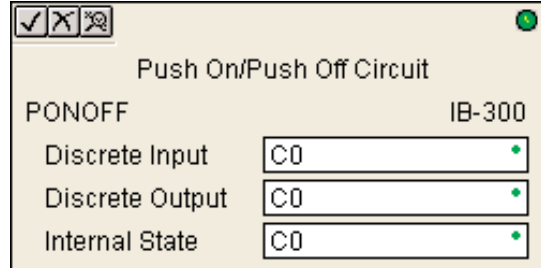 Push On/Push Off Circuit
PONOFF IB-300
Discrete Input C0
Discrete Output C0
Internal State C0